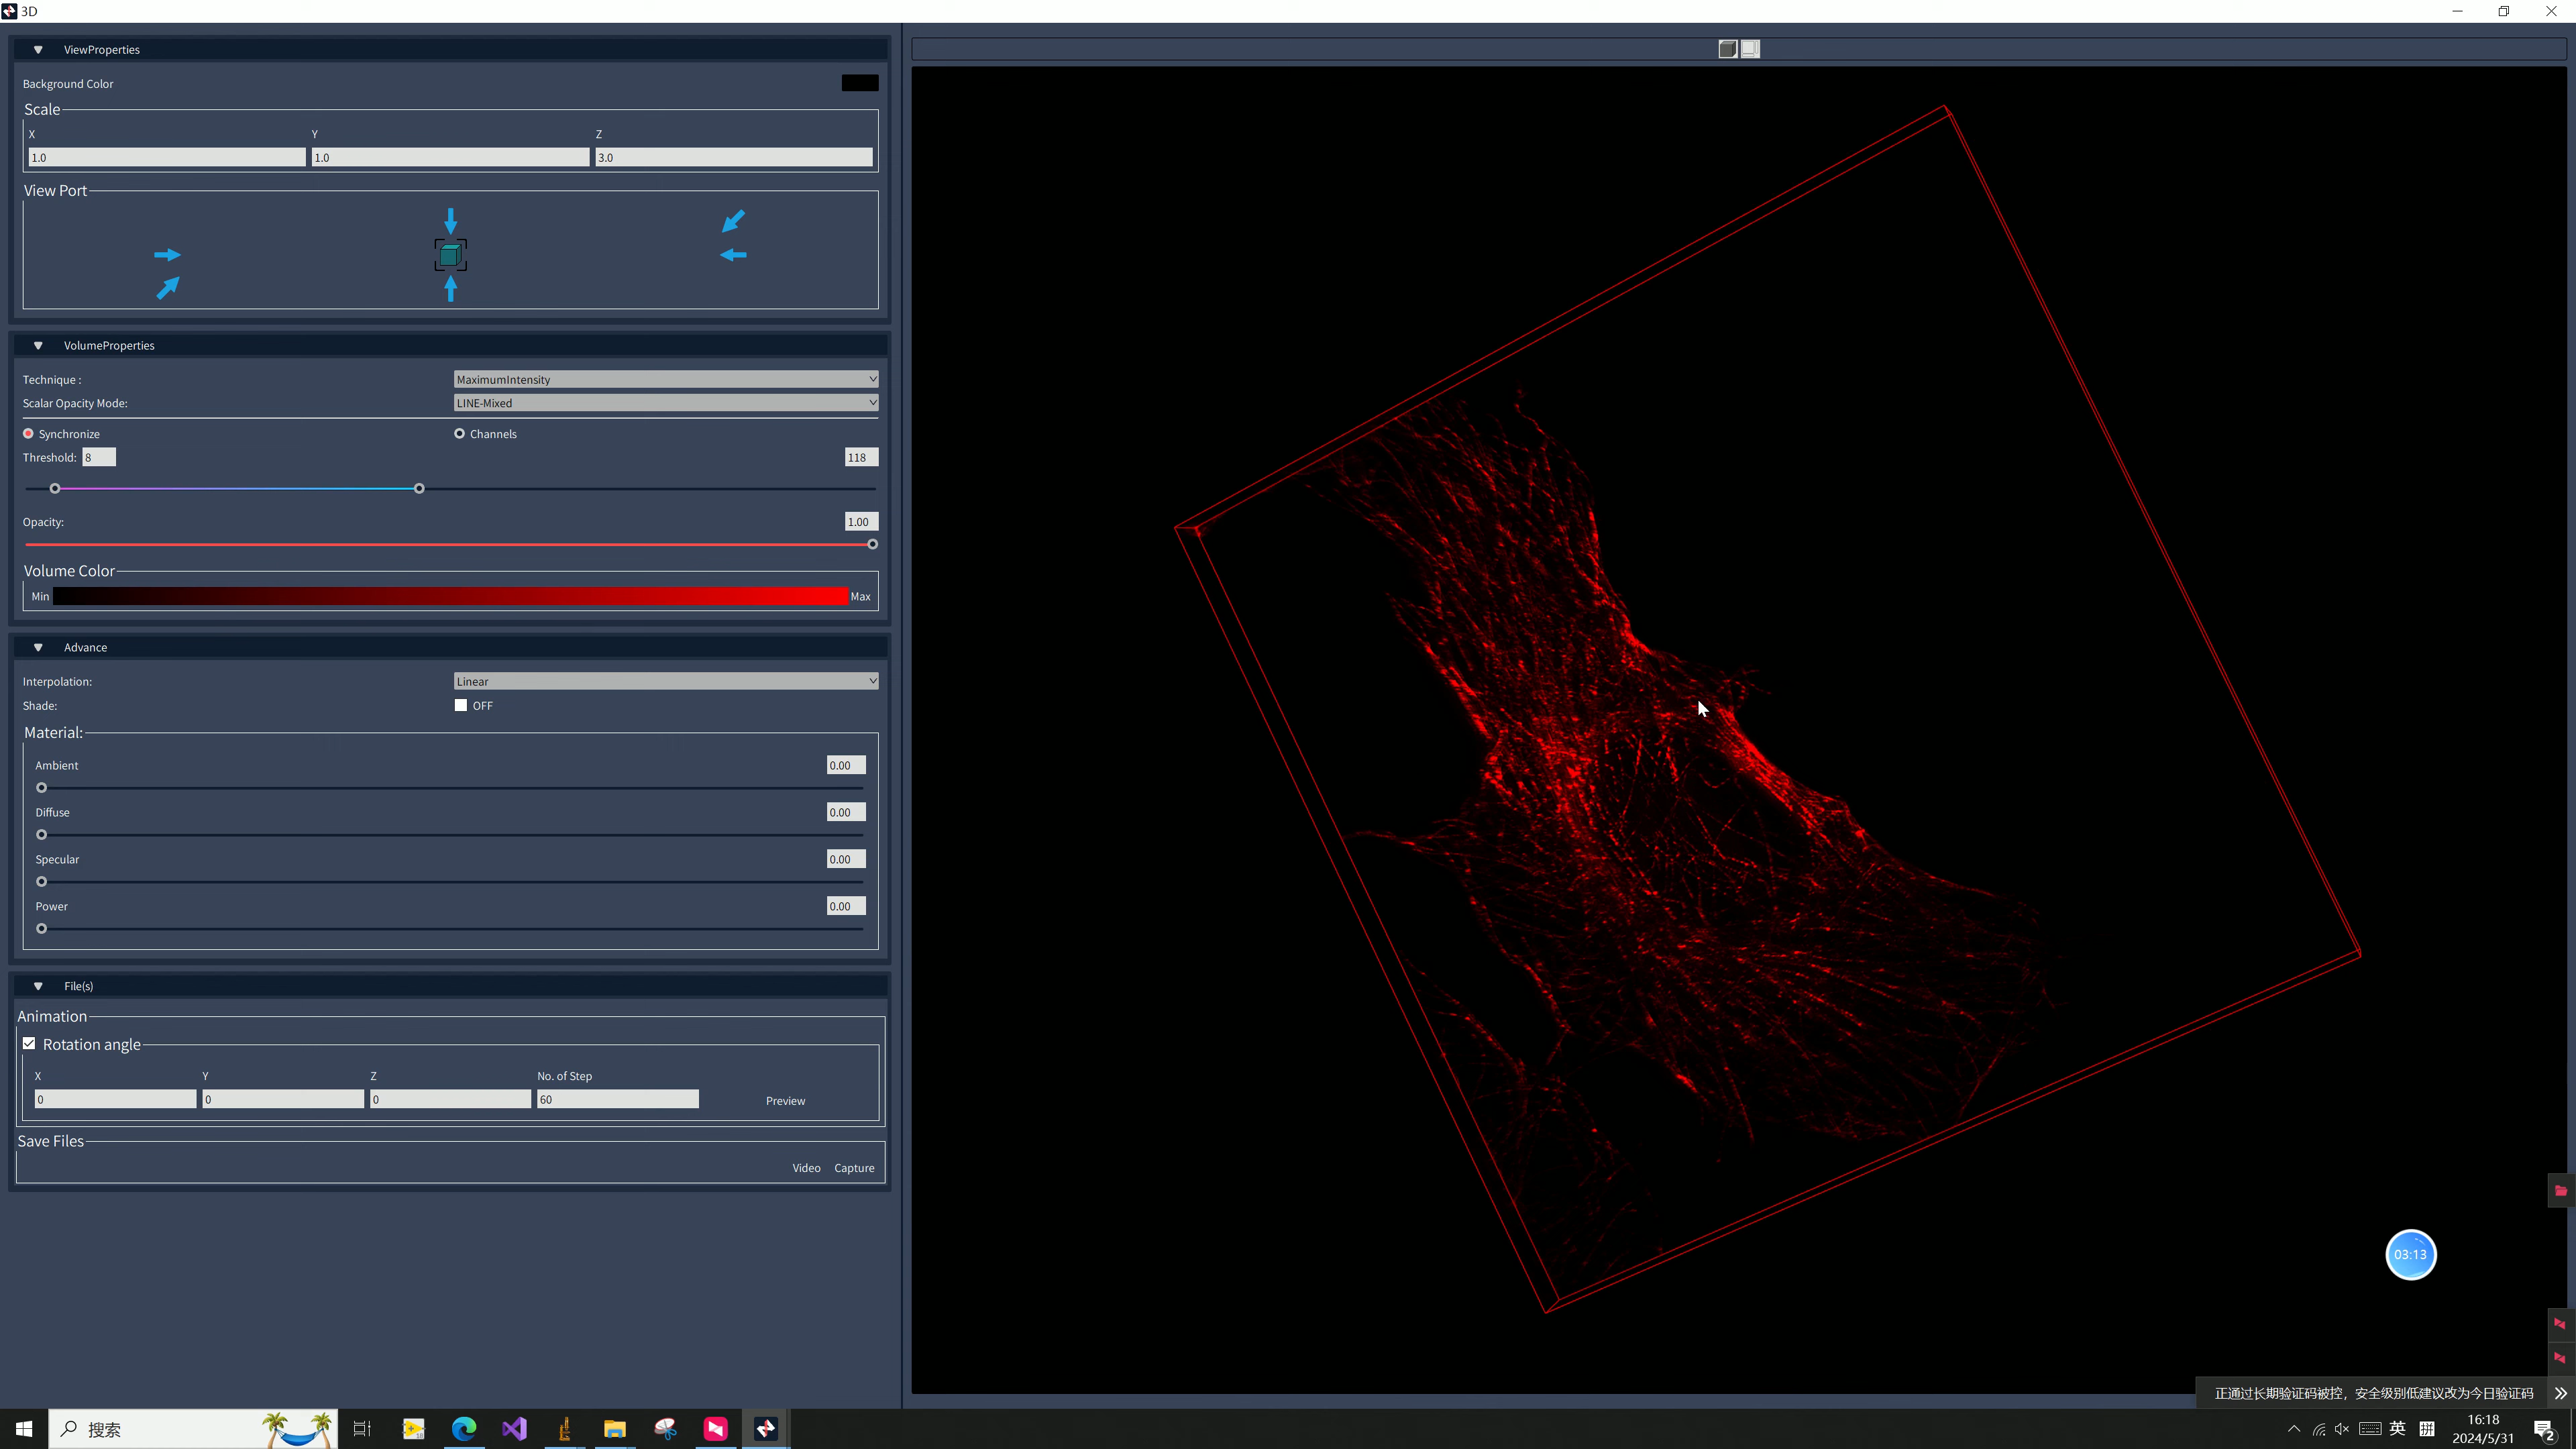 3D
ViewProperties
Background Color
Scale
X Y Z
1.0 1.0 3.0
View Port
VolumeProperties
Technique : MaximumIntensity
Scalar Opacity Mode: LINE-Mixed
Synchronize Channels
Threshold: 8 118
Opacity: 1.00
Volume Color
Min Max
Advance
Interpolation: Linear
Shade: OFF
Material:
Ambient 0.00
Diffuse 0.00
Specular 0.00
Power 0.00
File(s)
Animation
Rotation angle
X Y Z No. of Step
0 0 0 60 Preview
Save Files
Video Capture
03:13
正通过长期验证码被控，安全级别低建议改为今日验证码
搜索
英 拼
16:18
2024/5/31
2